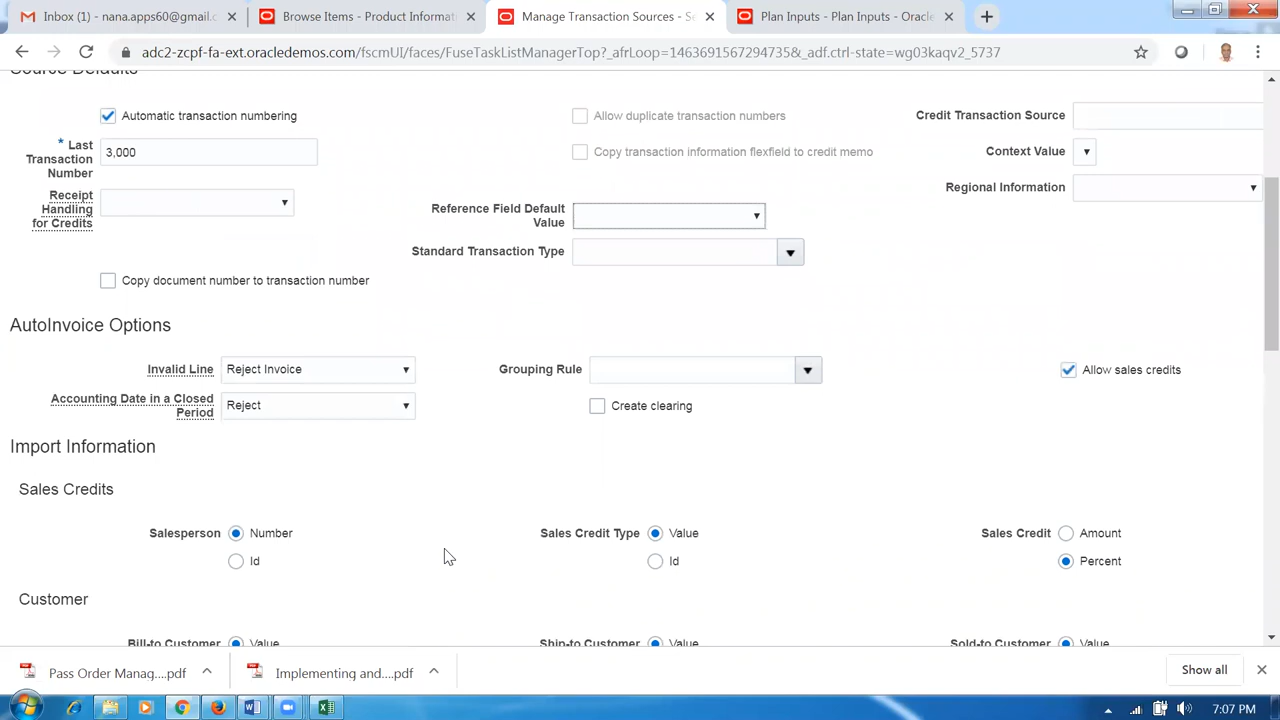 Inbox (1) - nana.apps60@gmail.c
Browse Items - Product Informati
Manage Transaction Sources - Se
Plan Inputs - Plan Inputs - Orac
adc2-zcpf-fa-ext.oracledemos.com/fscmUI/faces/FuseTaskListManagerTop?_afrLoop=1463691567294735&_adf.ctrl-state=wg03kaqv2_5737
Source Defaults
Automatic transaction numbering
Allow duplicate transaction numbers
Credit Transaction Source
* Last Transaction Number
3,000
Copy transaction information flexfield to credit memo
Context Value
Regional Information
Receipt Handling for Credits
Reference Field Default Value
Standard Transaction Type
Copy document number to transaction number
AutoInvoice Options
Invalid Line
Reject Invoice
Grouping Rule
Allow sales credits
Accounting Date in a Closed Period
Reject
Create clearing
Import Information
Sales Credits
Salesperson
Number
Id
Sales Credit Type
Value
Id
Sales Credit
Amount
Percent
Customer
Bill-to Customer
Value
Ship-to Customer
Value
Sold-to Customer
Value
Pass Order Manag....pdf
Implementing and....pdf
Show all
7:07 PM